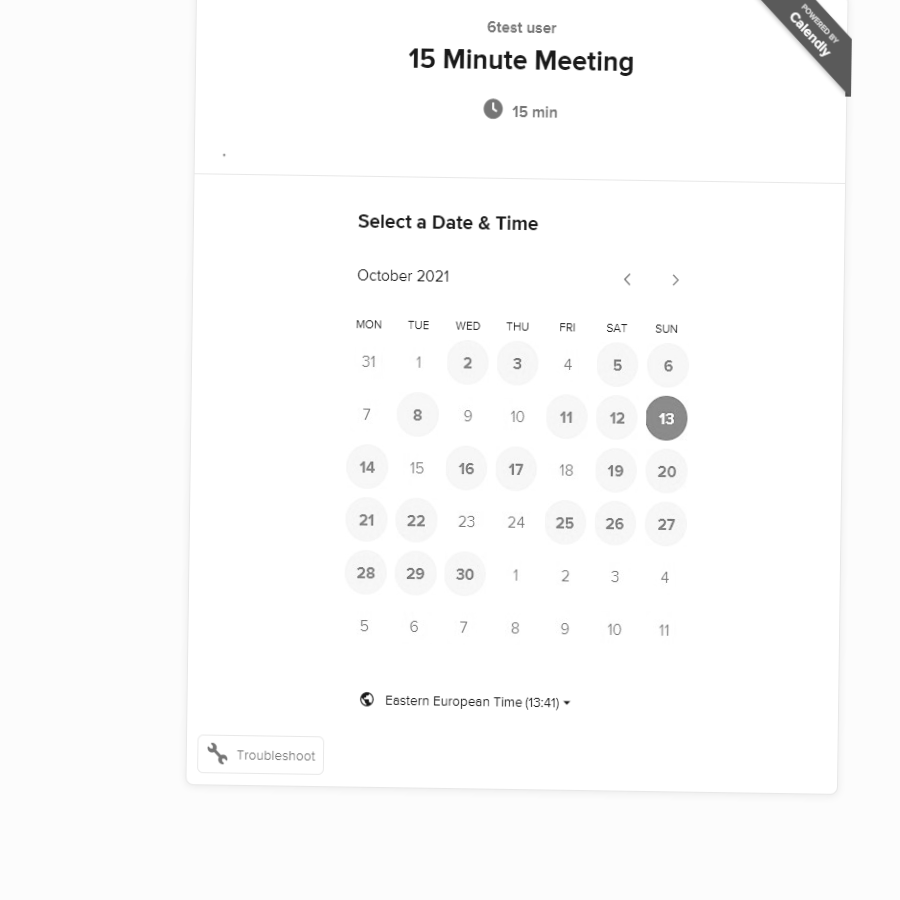 6test user
POWERED BY
Calendly
15 Minute Meeting
15 min
.
Select a Date & Time
October 2021
MON TUE WED THU FRI SAT SUN
31 1 2 3 4 5 6
7 8 9 10 11 12 13
14 15 16 17 18 19 20
21 22 23 24 25 26 27
28 29 30 1 2 3 4
5 6 7 8 9 10 11
Eastern European Time (13:41)
Troubleshoot